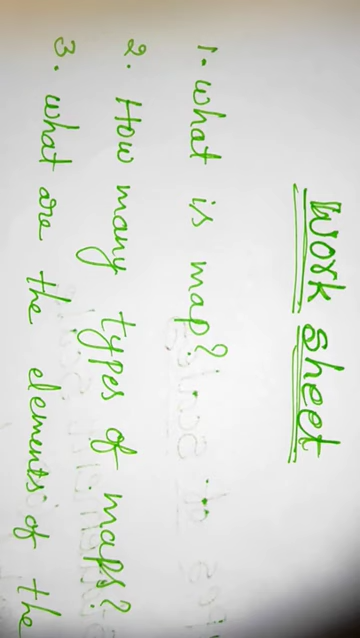 Work sheet
1. what is map?
2. How many types of maps?
3. what are the elements of the